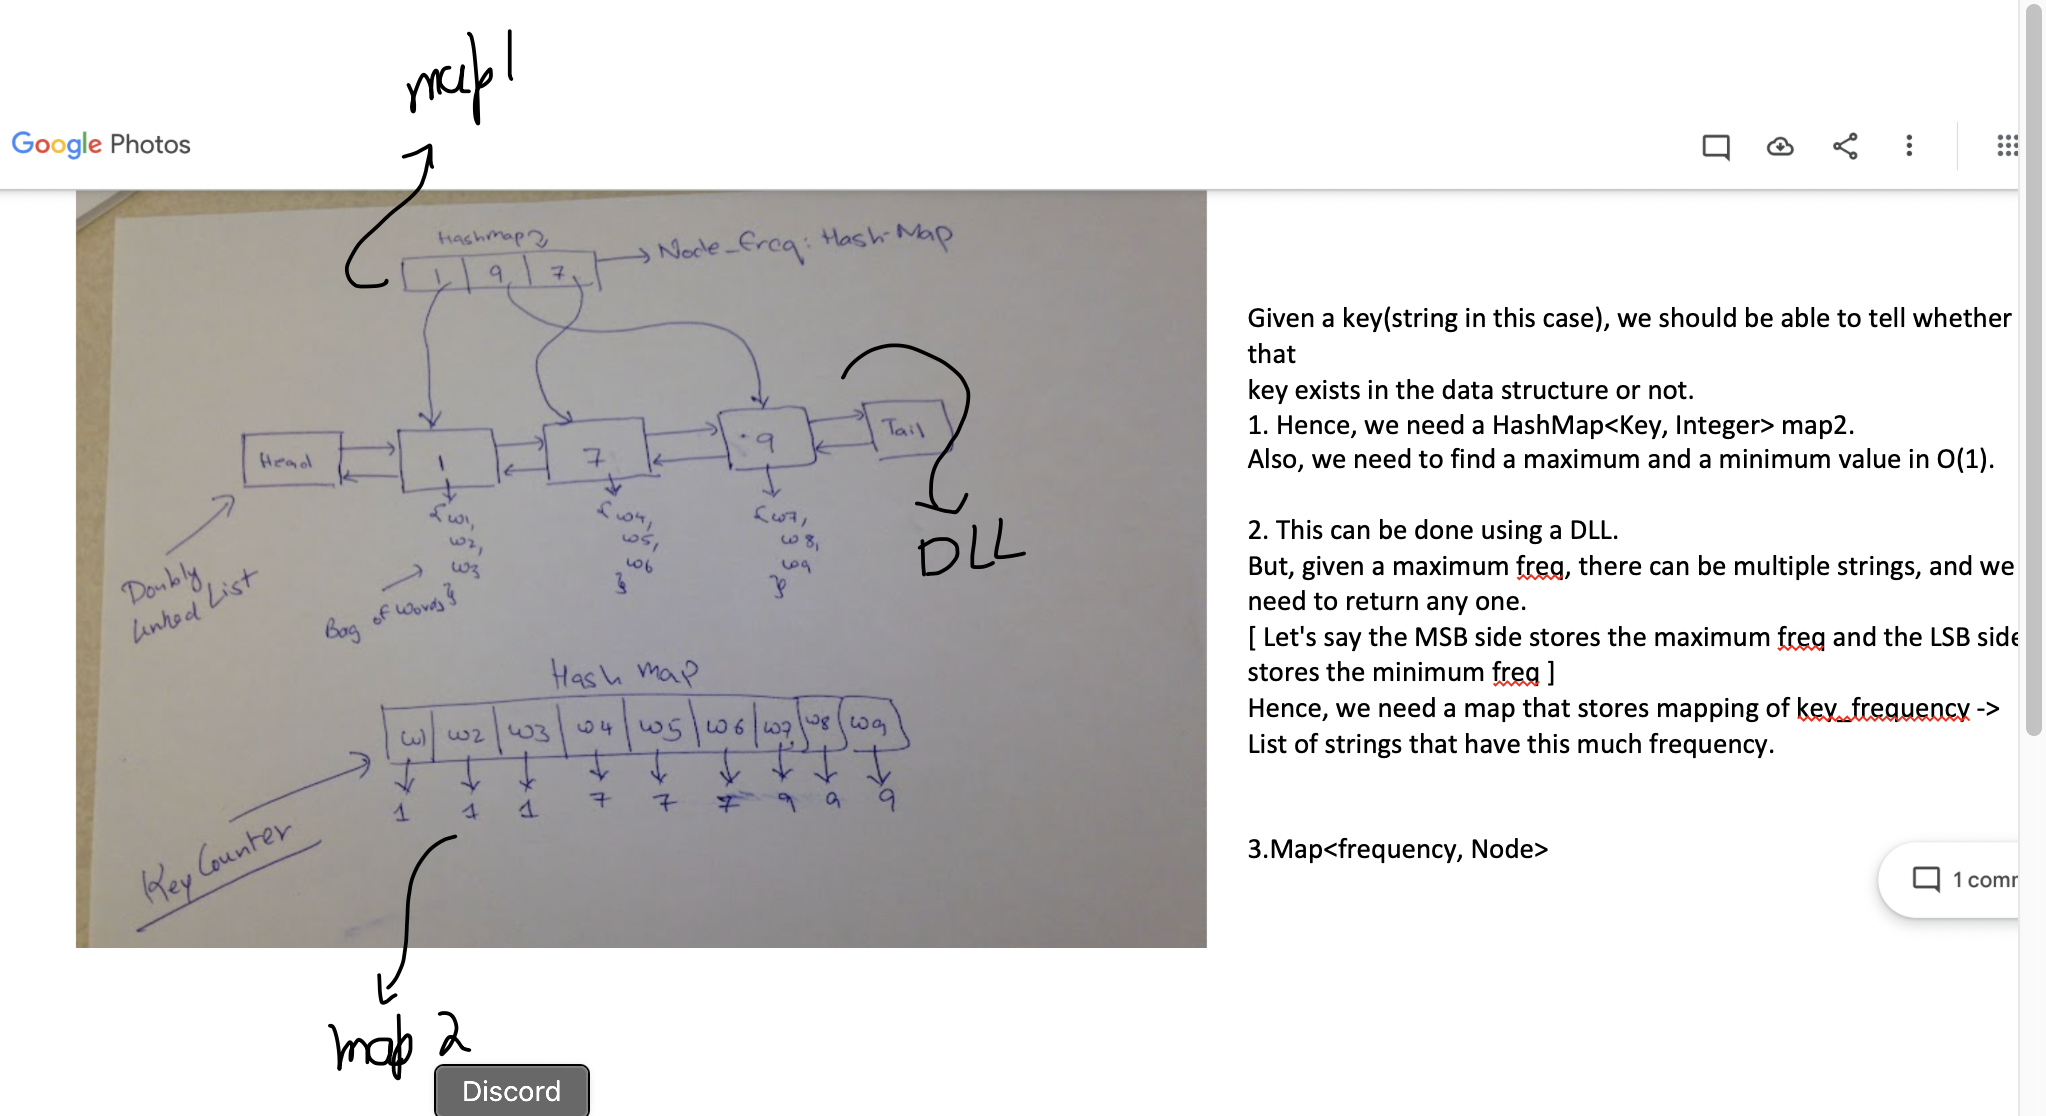 map1
Google Photos
Hashmap2
1 9 7
Node_freq: Hash-Map
Head
1
7
9
Tail
{w1,
w2,
w3
}
{w4,
w5,
w6
}
{w7,
w8,
w9
}
DLL
Doubly
Linked List
Bag of words
Hash map
w1 w2 w3 w4 w5 w6 w7 w8 w9
1 1 1 7 7 7 9 9 9
Key Counter
map 2
Discord
Given a key(string in this case), we should be able to tell whether
that
key exists in the data structure or not.
1. Hence, we need a HashMap<Key, Integer> map2.
Also, we need to find a maximum and a minimum value in O(1).
2. This can be done using a DLL.
But, given a maximum freq, there can be multiple strings, and we
need to return any one.
[ Let's say the MSB side stores the maximum freq and the LSB side
stores the minimum freq ]
Hence, we need a map that stores mapping of key_frequency ->
List of strings that have this much frequency.
3.Map<frequency, Node>
1 comm